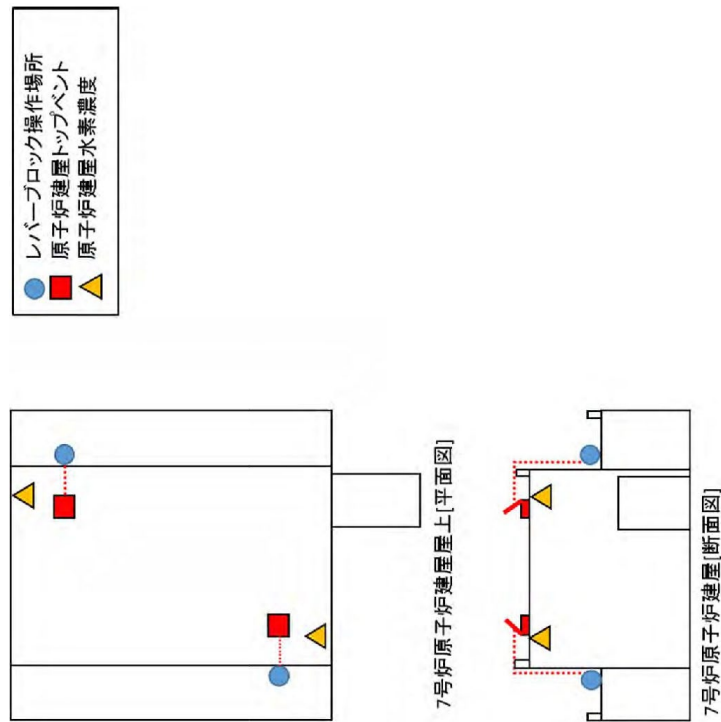 レバーブロック操作場所
原子炉建屋トップベント
原子炉建屋水素濃度
7号炉原子炉建屋屋上[平面図]
7号炉原子炉建屋[断面図]